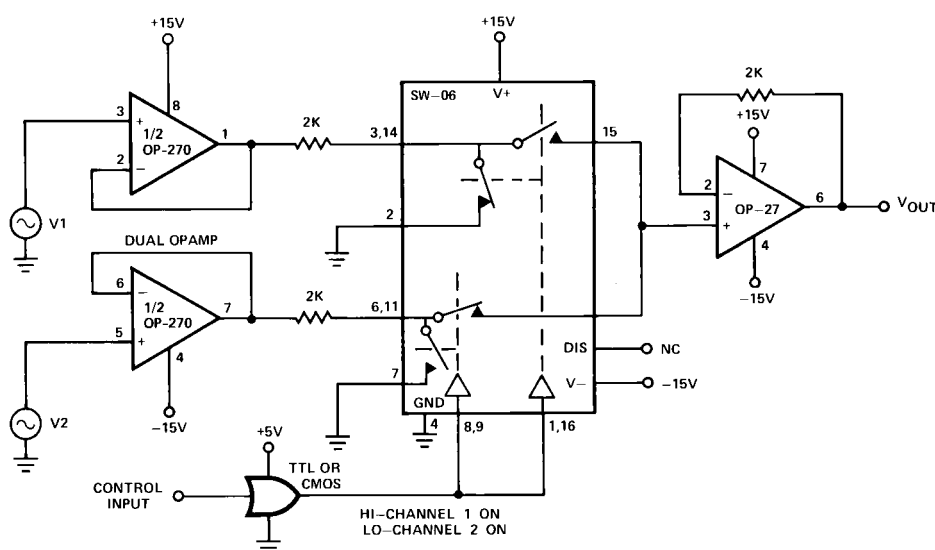 +15V
8
3
+
1/2
OP-270
1
2
−
V1
2K
3,14
SW-06
V+
+15V
15
2
DUAL OPAMP
6
−
1/2
OP-270
7
5
+
4
−15V
V2
2K
6,11
7
GND
4
8,9
1,16
DIS
NC
V−
−15V
2K
+15V
7
2
−
OP-27
6
3
+
4
−15V
VOUT
+5V
TTL OR
CMOS
CONTROL
INPUT
HI-CHANNEL 1 ON
LO-CHANNEL 2 ON